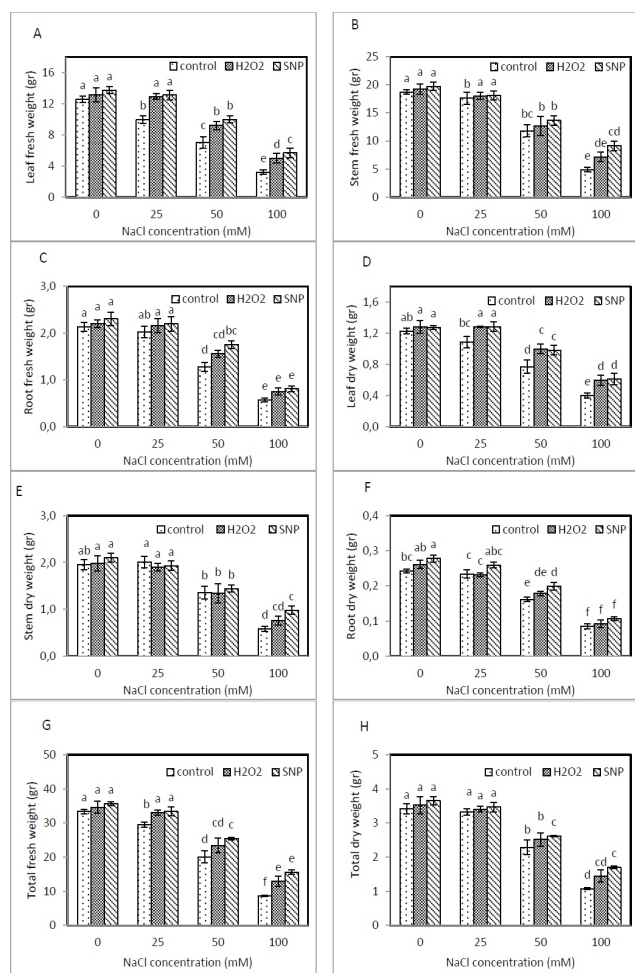 A
Leaf fresh weight (gr)
control H2O2 SNP
16
12
8
4
0
a a a b a a c b b e d c
0 25 50 100
NaCl concentration (mM)
B
Stem fresh weight (gr)
control H2O2 SNP
25
20
15
10
5
0
a a a b a a bc b b e de c
0 25 50 100
NaCl concentration (mM)
C
Root fresh weight (gr)
control H2O2 SNP
3,0
2,0
1,0
0,0
a a a ab a a d cd bc e e e
0 25 50 100
NaCl concentration (mM)
D
Leaf dry weight (gr)
control H2O2 SNP
1,6
1,2
0,8
0,4
0,0
ab a a bc a a d c c e d d
0 25 50 100
NaCl concentration (mM)
E
Stem dry weight (gr)
control H2O2 SNP
3,0
2,0
1,0
0,0
ab a a a a a b b b d cd c
0 25 50 100
NaCl concentration (mM)
F
Root dry weight (gr)
control H2O2 SNP
0,4
0,3
0,2
0,1
0,0
bc ab a c c abc e de d f f f
0 25 50 100
NaCl concentration (mM)
G
Total fresh weight (gr)
control H2O2 SNP
50
40
30
20
10
0
a a a b a a d cd c f e e
0 25 50 100
NaCl concentration (mM)
H
Total dry weight (gr)
control H2O2 SNP
5
4
3
2
1
0
a a a a a a b b c d cd c
0 25 50 100
NaCl concentration (mM)